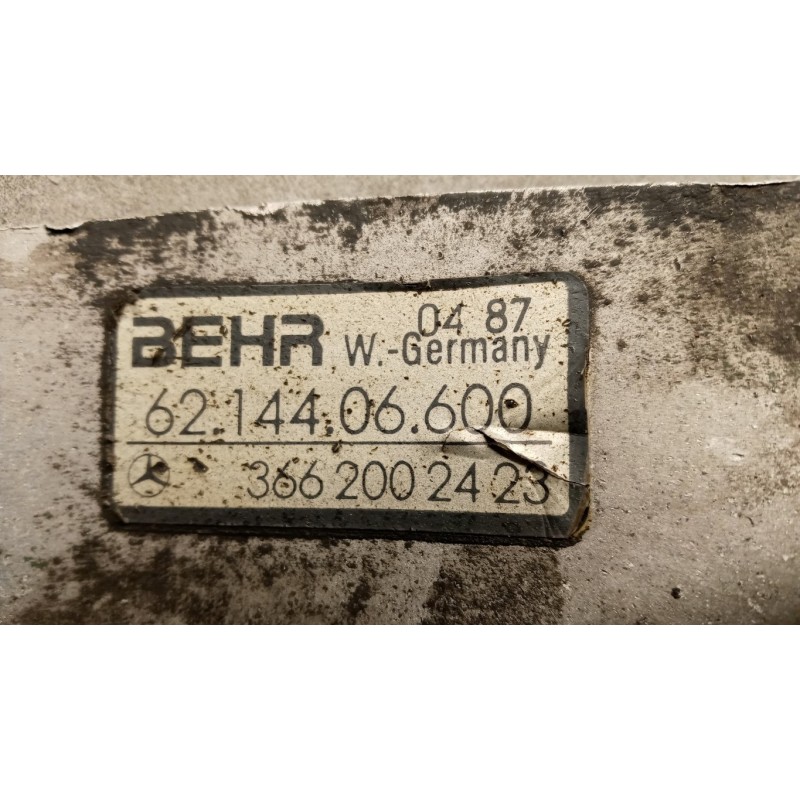 BEHR 04 87
W.-Germany
62.144.06.600
366 200 24 23